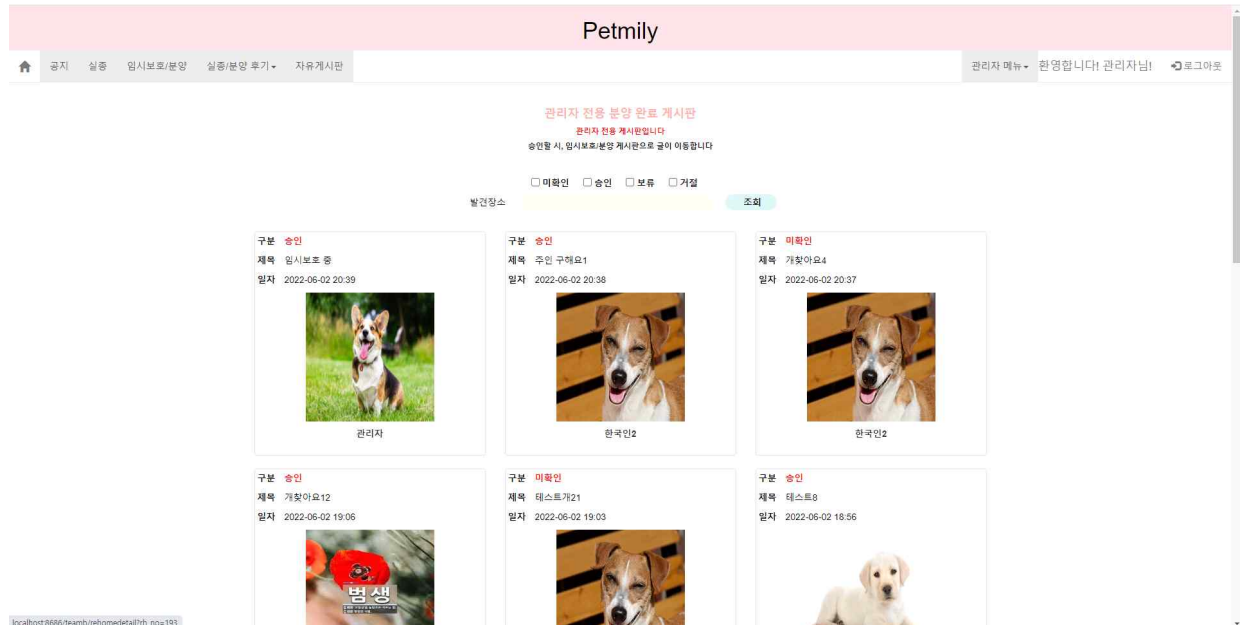 Petmily
공지 실종 임시보호/분양 실종/분양 후기 자유게시판 관리자 메뉴 환영합니다! 관리자님! 로그아웃
관리자 전용 분양 완료 게시판
관리자 전용 게시판입니다
승인할 시, 임시보호/분양 게시판으로 글이 이동합니다
미확인 승인 보류 거절
발견장소 조회
구분 승인
제목 임시보호 중
일자 2022-06-02 20:39
관리자
구분 승인
제목 주인 구해요1
일자 2022-06-02 20:38
한국인2
구분 미확인
제목 개찾아요4
일자 2022-06-02 20:37
한국인2
구분 승인
제목 개찾아요12
일자 2022-06-02 19:06
범 생
구분 미확인
제목 테스트개21
일자 2022-06-02 19:03
구분 승인
제목 테스트8
일자 2022-06-02 18:56
localhost:8686/teamb/rehomedetail?rb_no=193